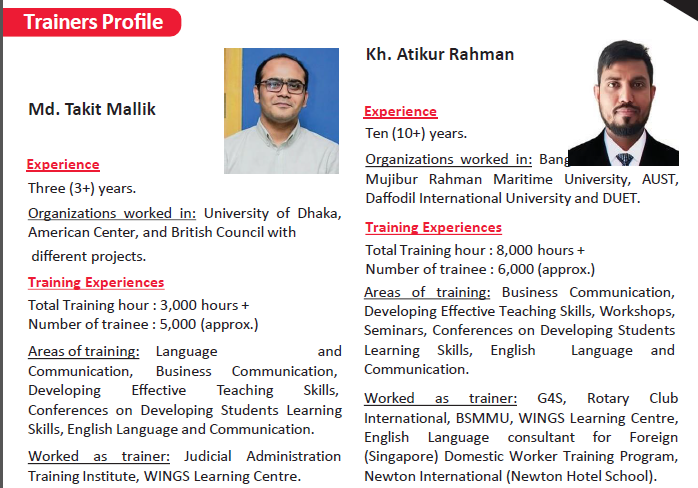 Trainers Profile
Md. Takit Mallik
Experience
Three (3+) years.
Organizations worked in: University of Dhaka,
American Center, and British Council with
different projects.
Training Experiences
Total Training hour : 3,000 hours +
Number of trainee : 5,000 (approx.)
Areas of training: Language and
Communication, Business Communication,
Developing Effective Teaching Skills,
Conferences on Developing Students Learning
Skills, English Language and Communication.
Worked as trainer: Judicial Administration
Training Institute, WINGS Learning Centre.
Kh. Atikur Rahman
Experience
Ten (10+) years.
Organizations worked in: Bang
Mujibur Rahman Maritime University, AUST,
Daffodil International University and DUET.
Training Experiences
Total Training hour : 8,000 hours +
Number of trainee : 6,000 (approx.)
Areas of training: Business Communication,
Developing Effective Teaching Skills, Workshops,
Seminars, Conferences on Developing Students
Learning Skills, English Language and
Communication.
Worked as trainer: G4S, Rotary Club
International, BSMMU, WINGS Learning Centre,
English Language consultant for Foreign
(Singapore) Domestic Worker Training Program,
Newton International (Newton Hotel School).